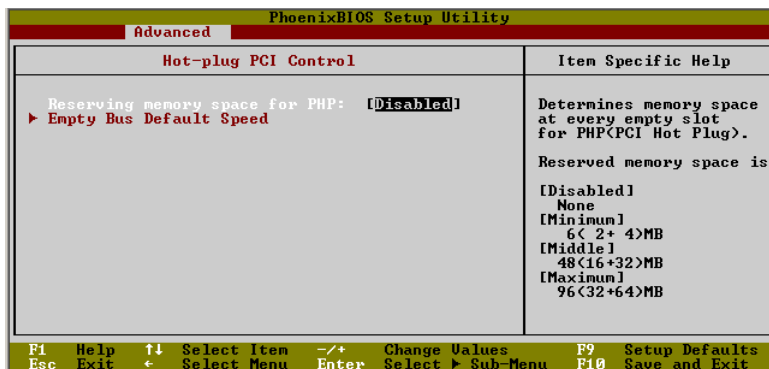 PhoenixBIOS Setup Utility
Advanced
Hot-plug PCI Control
Item Specific Help
Reserving memory space for PHP: [Disabled]
► Empty Bus Default Speed
Determines memory space
at every empty slot
for PHP(PCI Hot Plug).
Reserved memory space is
[Disabled]
None
[Minimum]
6( 2+ 4)MB
[Middle]
48(16+32)MB
[Maximum]
96(32+64)MB
F1 Help ↑↓ Select Item -/+ Change Values F9 Setup Defaults
Esc Exit ← Select Menu Enter Select ► Sub-Menu F10 Save and Exit